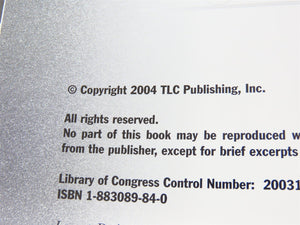 © Copyright 2004 TLC Publishing, Inc.
All rights reserved.
No part of this book may be reproduced w
from the publisher, except for brief excerpts
Library of Congress Control Number: 20031
ISBN 1-883089-84-0